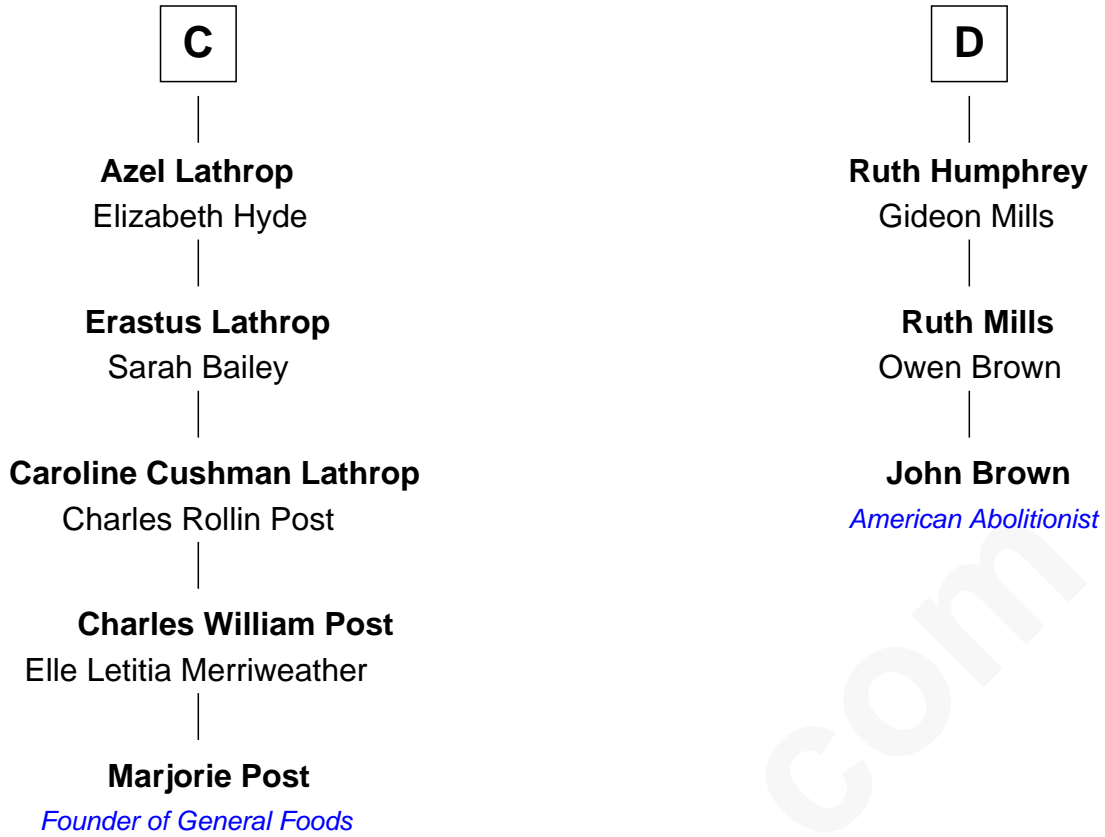 C
Azel Lathrop
Elizabeth Hyde
Erastus Lathrop
Sarah Bailey
Caroline Cushman Lathrop
Charles Rollin Post
Charles William Post
Elle Letitia Merriweather
Marjorie Post
Founder of General Foods
D
Ruth Humphrey
Gideon Mills
Ruth Mills
Owen Brown
John Brown
American Abolitionist
com